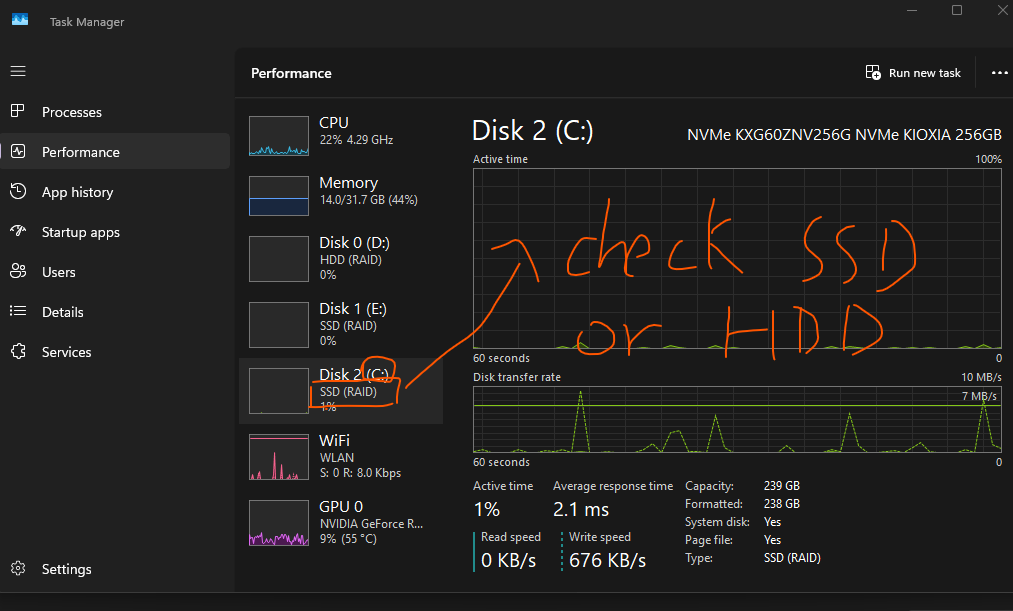 Task Manager
Performance
Run new task
Processes
Performance
App history
Startup apps
Users
Details
Services
Settings
CPU
22% 4.29 GHz
Memory
14.0/31.7 GB (44%)
Disk 0 (D:)
HDD (RAID)
0%
Disk 1 (E:)
SSD (RAID)
0%
Disk 2 (C:)
SSD (RAID)
1%
WiFi
WLAN
S: 0 R: 8.0 Kbps
GPU 0
NVIDIA GeForce R...
9% (55 °C)
Disk 2 (C:)
NVMe KXG60ZNV256G NVMe KIOXIA 256GB
Active time
100%
check SSD
or HDD
60 seconds
0
Disk transfer rate
10 MB/s
7 MB/s
60 seconds
0
Active time
1%
Average response time
2.1 ms
Read speed
0 KB/s
Write speed
676 KB/s
Capacity: 239 GB
Formatted: 238 GB
System disk: Yes
Page file: Yes
Type: SSD (RAID)